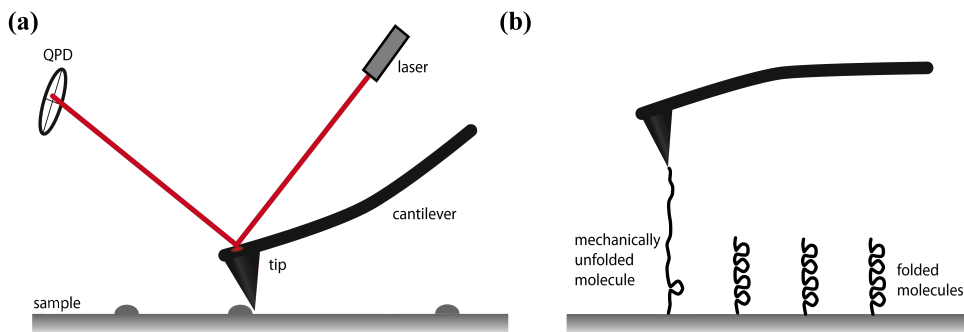 (a)
QPD
laser
cantilever
tip
sample
(b)
mechanically
unfolded
molecule
folded
molecules